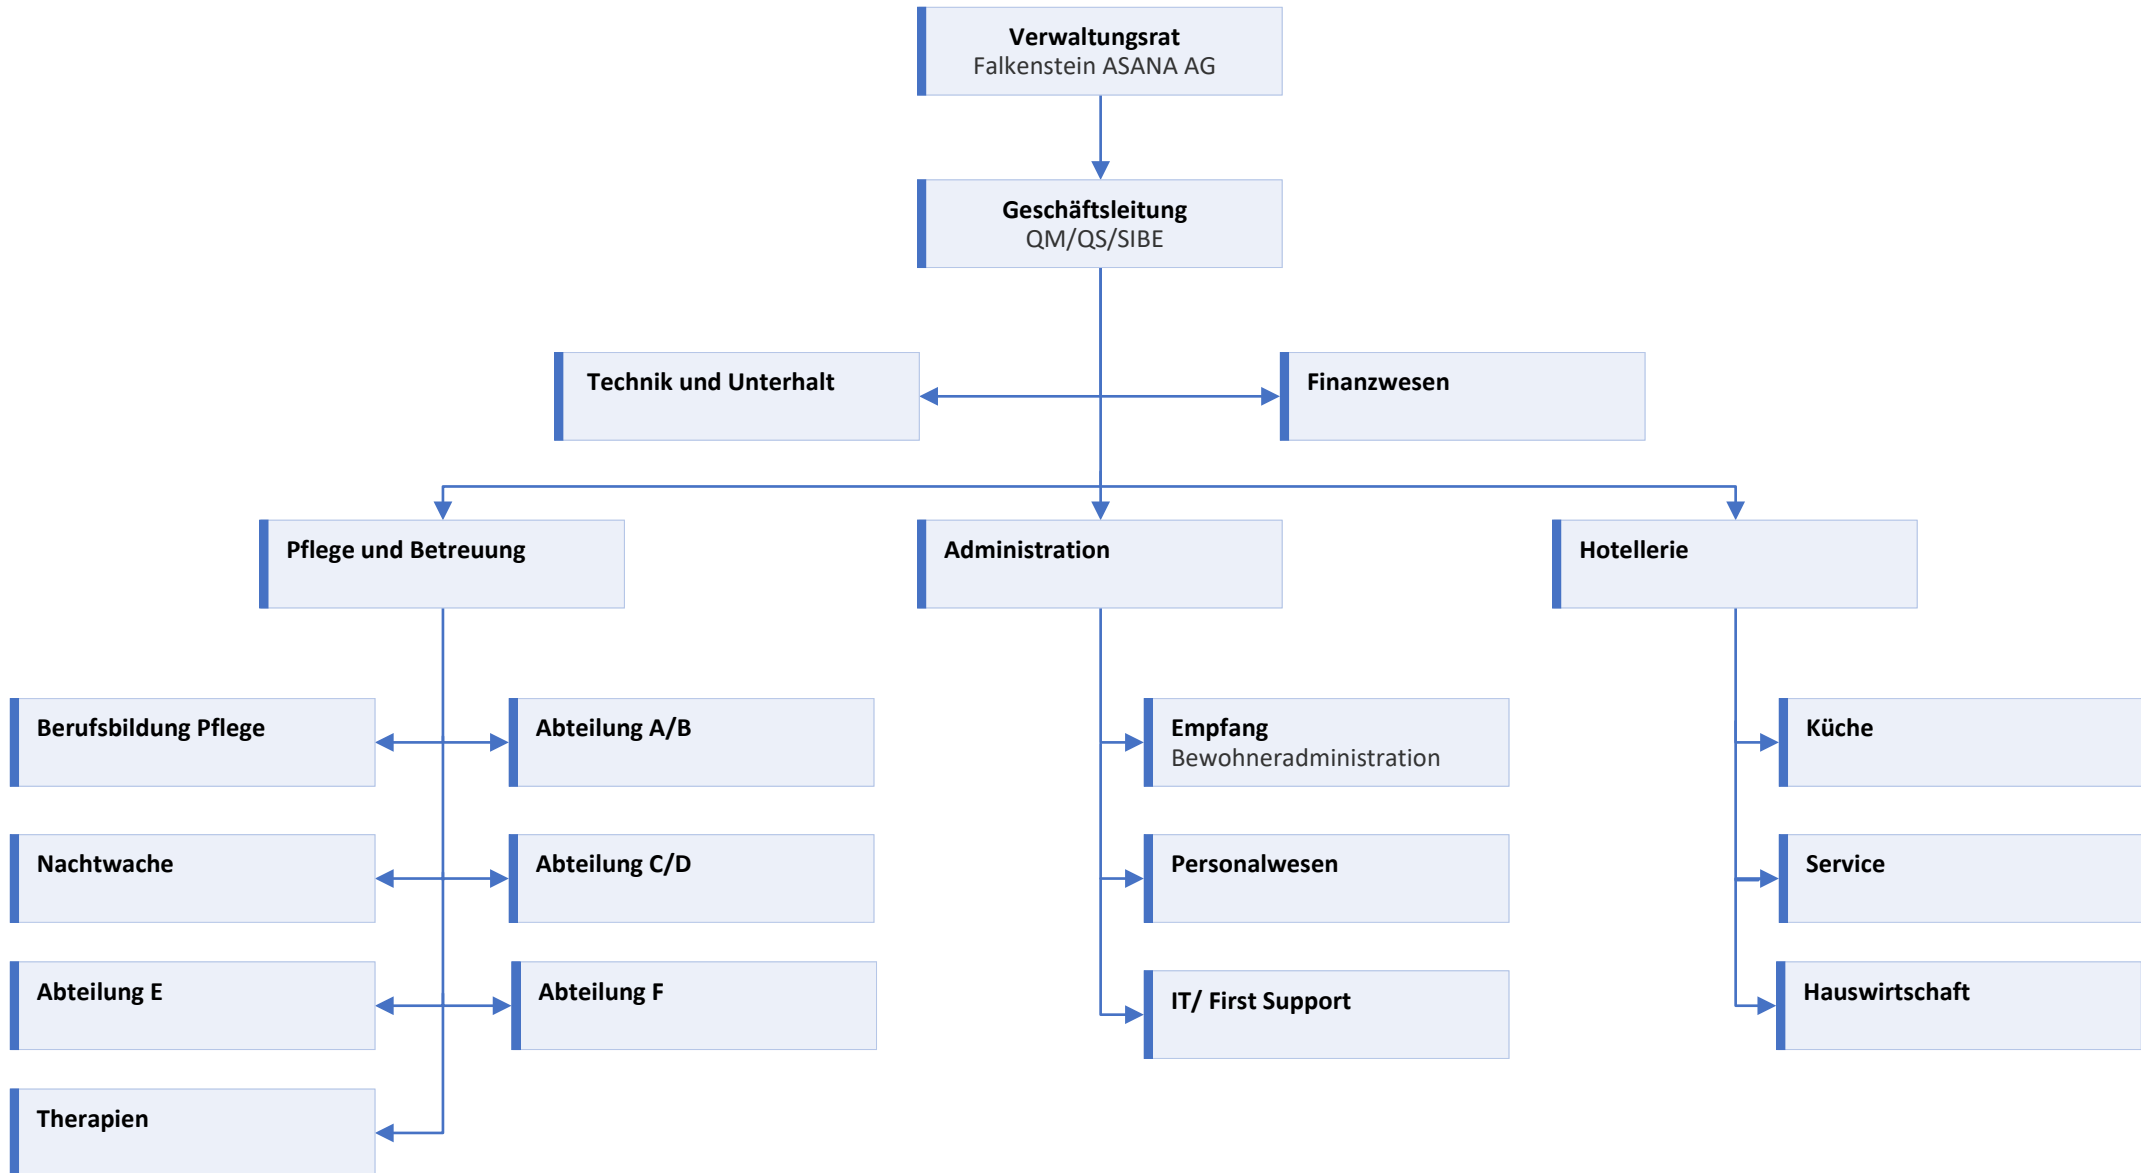 Verwaltungsrat
Falkenstein ASANA AG
Geschäftsleitung
QM/QS/SIBE
Technik und Unterhalt
Finanzwesen
Pflege und Betreuung
Administration
Hotellerie
Berufsbildung Pflege
Abteilung A/B
Empfang
Bewohneradministration
Küche
Nachtwache
Abteilung C/D
Personalwesen
Service
Abteilung E
Abteilung F
IT/ First Support
Hauswirtschaft
Therapien